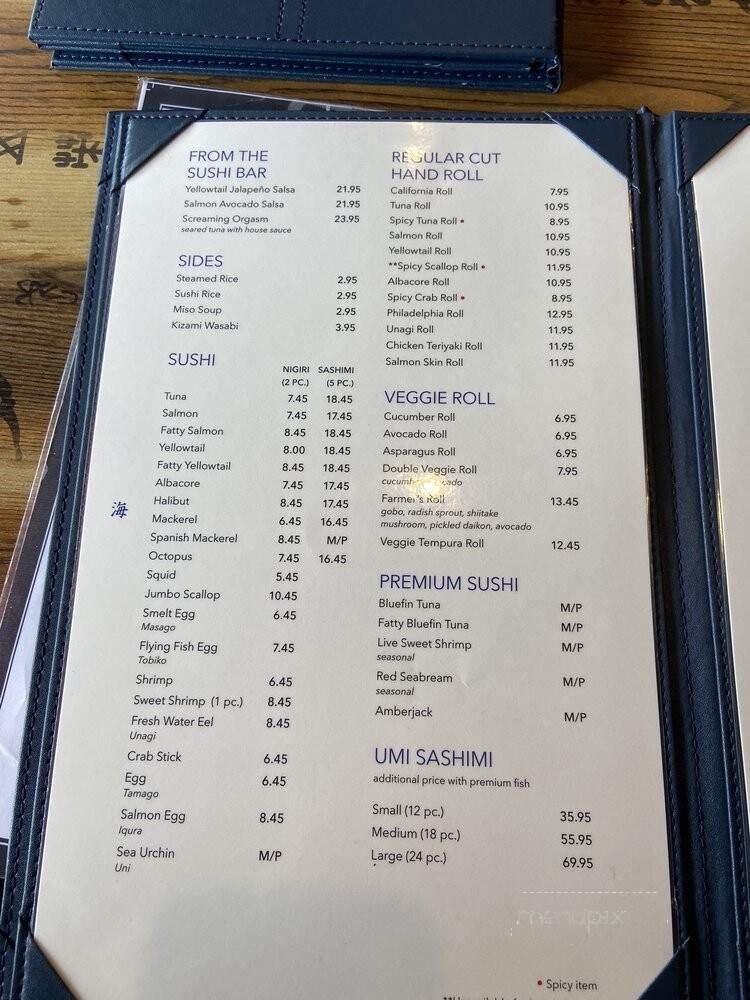 FROM THE
SUSHI BAR
Yellowtail Jalapeño Salsa 21.95
Salmon Avocado Salsa 21.95
Screaming Orgasm 23.95
seared tuna with house sauce
SIDES
Steamed Rice 2.95
Sushi Rice 2.95
Miso Soup 2.95
Kizami Wasabi 3.95
SUSHI
NIGIRI SASHIMI
(2 PC.) (5 PC.)
Tuna 7.45 18.45
Salmon 7.45 17.45
Fatty Salmon 8.45 18.45
Yellowtail 8.00 18.45
Fatty Yellowtail 8.45 18.45
Albacore 7.45 17.45
Halibut 8.45 17.45
Mackerel 6.45 16.45
Spanish Mackerel 8.45 M/P
Octopus 7.45 16.45
Squid 5.45
Jumbo Scallop 10.45
Smelt Egg 6.45
Masago
Flying Fish Egg 7.45
Tobiko
Shrimp 6.45
Sweet Shrimp (1 pc.) 8.45
Fresh Water Eel 8.45
Unagi
Crab Stick 6.45
Egg 6.45
Tamago
Salmon Egg 8.45
Iqura
Sea Urchin M/P
Uni
海
REGULAR CUT
HAND ROLL
California Roll 7.95
Tuna Roll 10.95
Spicy Tuna Roll • 8.95
Salmon Roll 10.95
Yellowtail Roll 10.95
**Spicy Scallop Roll • 11.95
Albacore Roll 10.95
Spicy Crab Roll • 8.95
Philadelphia Roll 12.95
Unagi Roll 11.95
Chicken Teriyaki Roll 11.95
Salmon Skin Roll 11.95
VEGGIE ROLL
Cucumber Roll 6.95
Avocado Roll 6.95
Asparagus Roll 6.95
Double Veggie Roll 7.95
Farmer's Roll 13.45
gobo, radish sprout, shiitake
mushroom, pickled daikon, avocado
Veggie Tempura Roll 12.45
PREMIUM SUSHI
Bluefin Tuna M/P
Fatty Bluefin Tuna M/P
Live Sweet Shrimp M/P
seasonal
Red Seabream M/P
seasonal
Amberjack M/P
UMI SASHIMI
additional price with premium fish
Small (12 pc.) 35.95
Medium (18 pc.) 55.95
Large (24 pc.) 69.95
menupix
• Spicy item